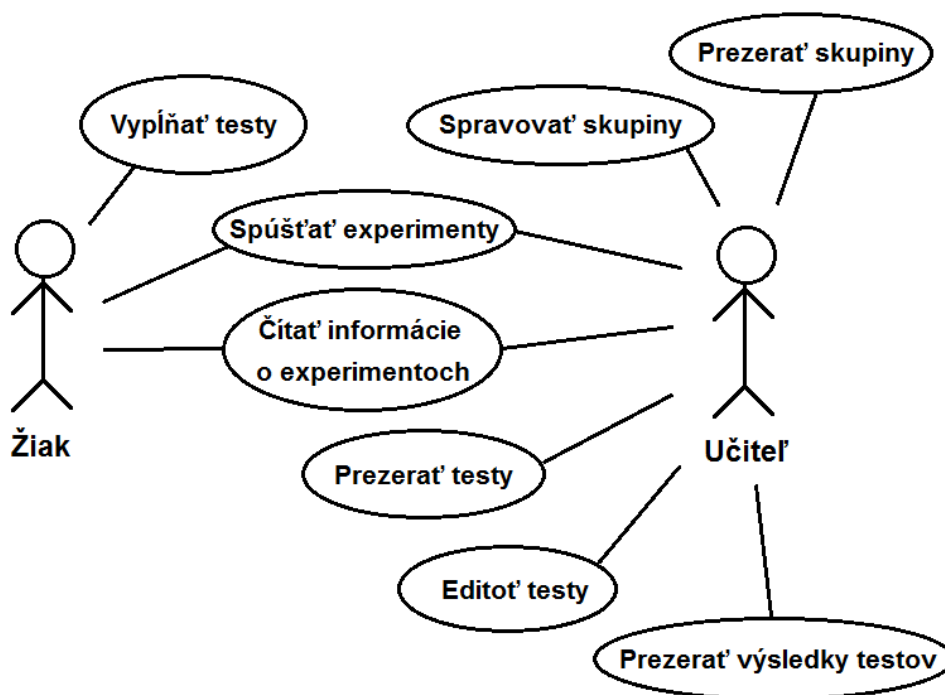 Prezerať skupiny
Vypĺňať testy
Spravovať skupiny
Spúšťať experimenty
Čítať informácie
o experimentoch
Žiak
Učiteľ
Prezerať testy
Editoť testy
Prezerať výsledky testov